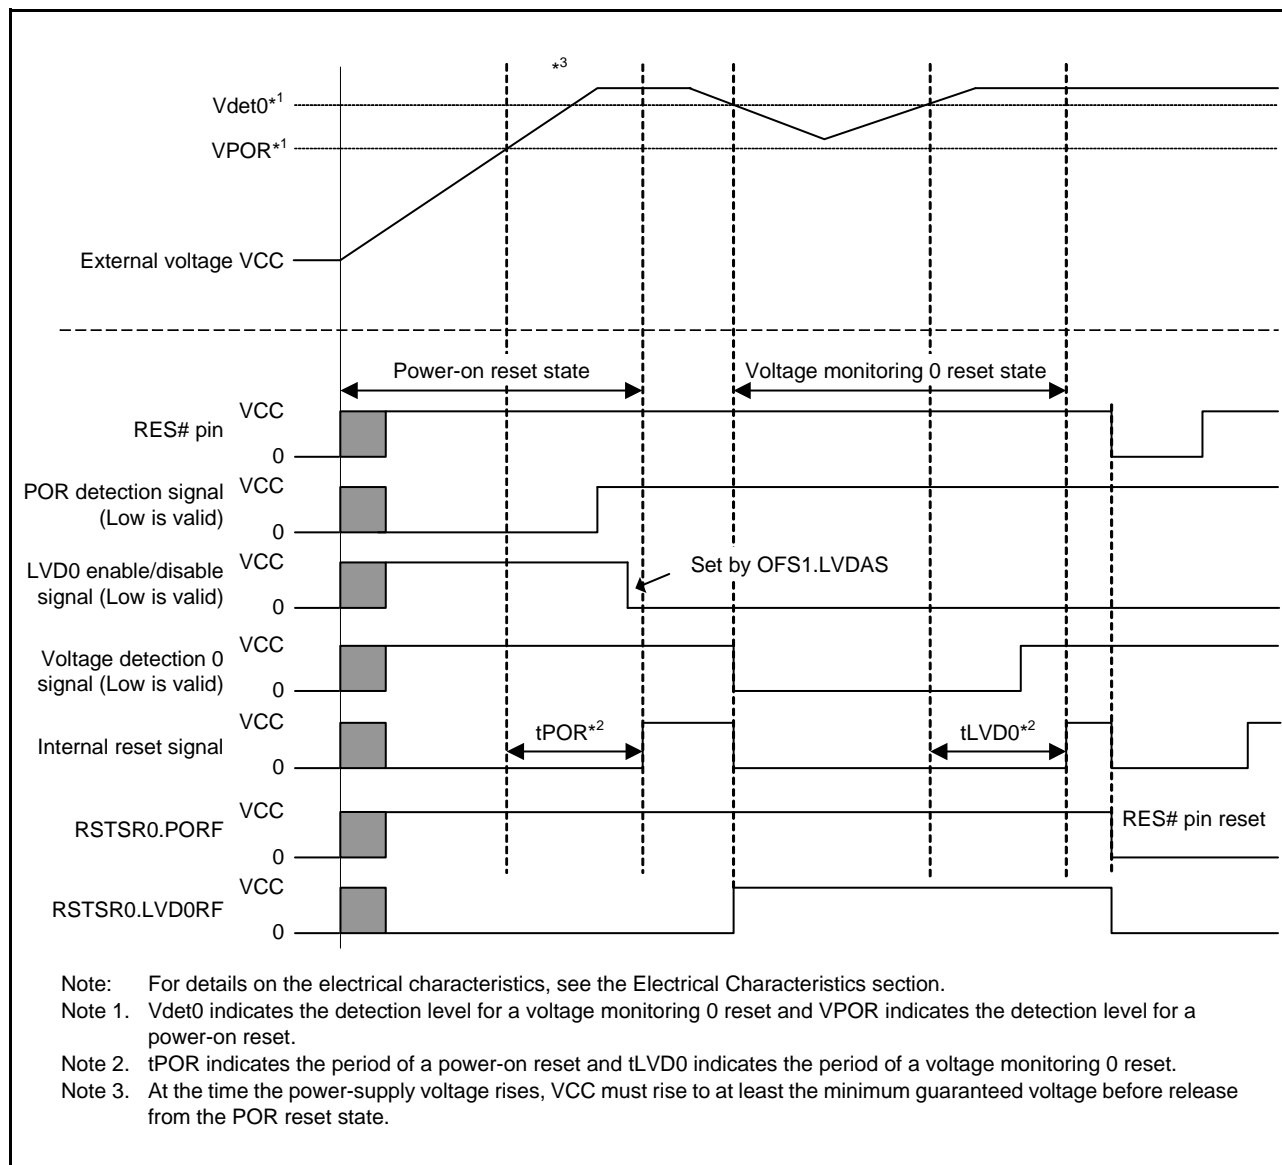 *3
Vdet0*1
VPOR*1
External voltage VCC
Power-on reset state
Voltage monitoring 0 reset state
RES# pin
VCC
0
POR detection signal
(Low is valid)
VCC
0
LVD0 enable/disable
signal (Low is valid)
VCC
0
Set by OFS1.LVDAS
Voltage detection 0
signal (Low is valid)
VCC
0
Internal reset signal
VCC
0
tPOR*2
tLVD0*2
RSTSR0.PORF
VCC
0
RES# pin reset
RSTSR0.LVD0RF
VCC
0
Note: For details on the electrical characteristics, see the Electrical Characteristics section.
Note 1. Vdet0 indicates the detection level for a voltage monitoring 0 reset and VPOR indicates the detection level for a
power-on reset.
Note 2. tPOR indicates the period of a power-on reset and tLVD0 indicates the period of a voltage monitoring 0 reset.
Note 3. At the time the power-supply voltage rises, VCC must rise to at least the minimum guaranteed voltage before release
from the POR reset state.